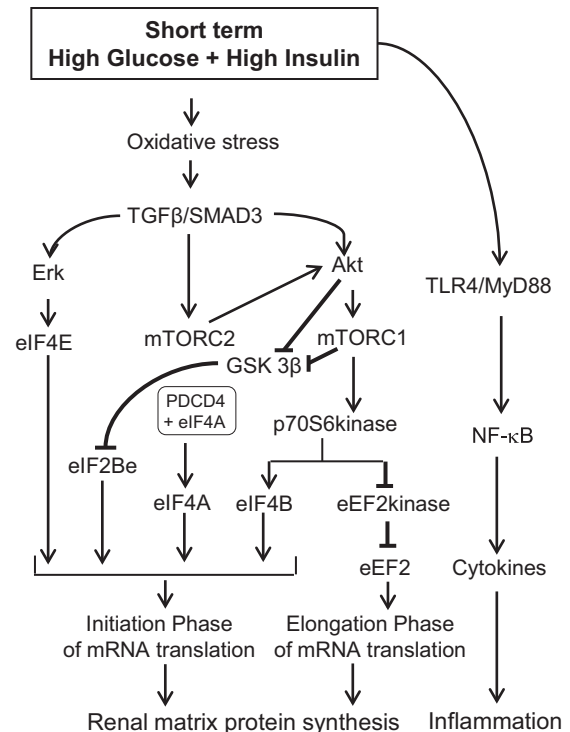 Short term
High Glucose + High Insulin
Oxidative stress
TGFβ/SMAD3
Erk
Akt
TLR4/MyD88
eIF4E
mTORC2
mTORC1
GSK 3β
PDCD4
+ eIF4A
p70S6kinase
NF-κB
eIF2Be
eIF4A
eIF4B
eEF2kinase
eEF2
Cytokines
Initiation Phase
of mRNA translation
Elongation Phase
of mRNA translation
Renal matrix protein synthesis
Inflammation